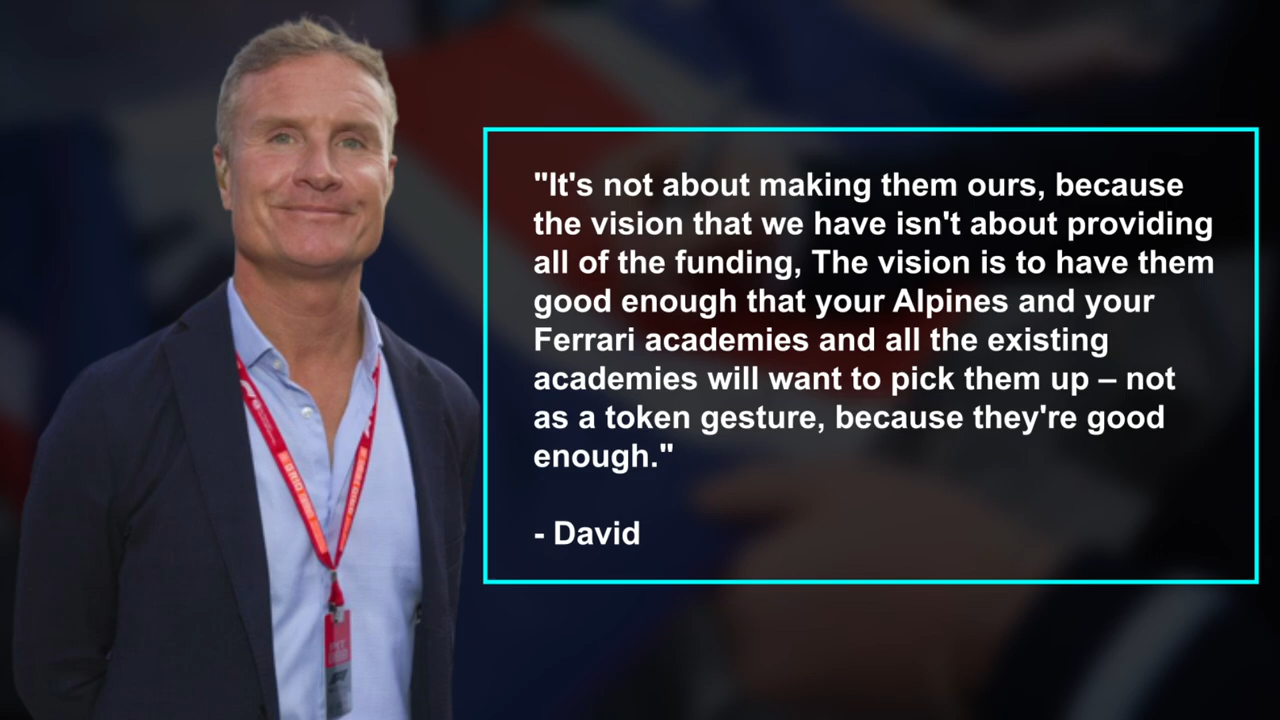 "It's not about making them ours, because
the vision that we have isn't about providing
all of the funding, The vision is to have them
good enough that your Alpines and your
Ferrari academies and all the existing
academies will want to pick them up – not
as a token gesture, because they're good
enough."
- David